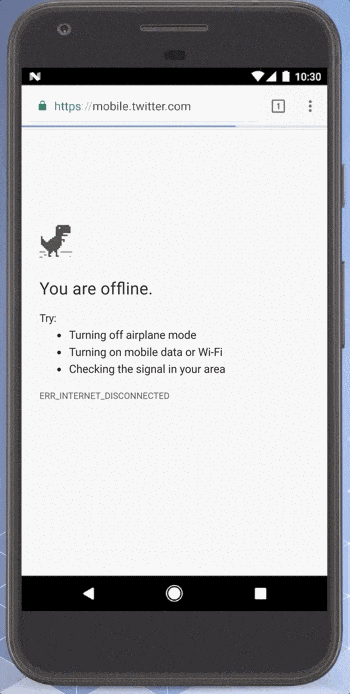 10:30
https://mobile.twitter.com
1
You are offline.
Try:
• Turning off airplane mode
• Turning on mobile data or Wi-Fi
• Checking the signal in your area
ERR_INTERNET_DISCONNECTED